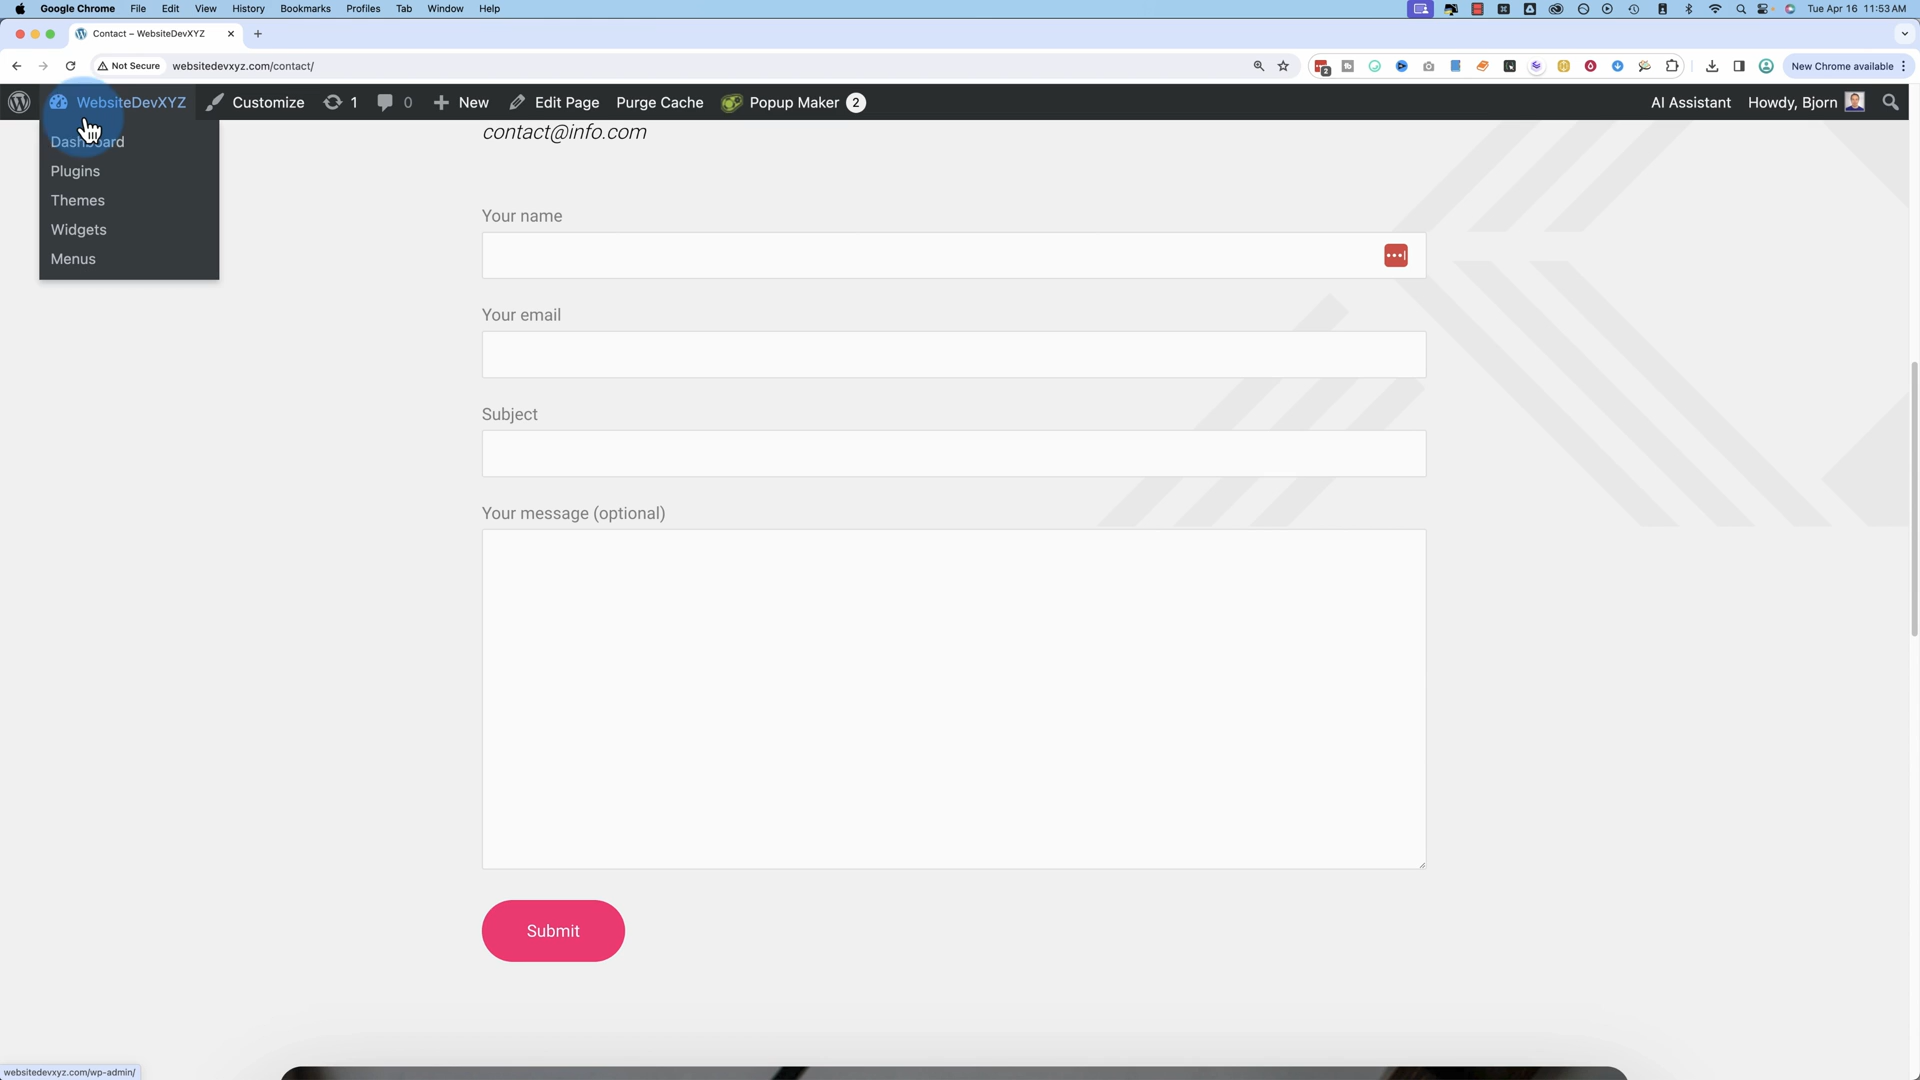 Google Chrome File Edit View History Bookmarks Profiles Tab Window Help Tue Apr 16 11:53 AM
Contact – WebsiteDevXYZ
Not Secure websitedevxyz.com/contact/ 2 New Chrome available
WebsiteDevXYZ Customize 1 0 New Edit Page Purge Cache Popup Maker 2 AI Assistant Howdy, Bjorn
contact@info.com
Dashboard
Plugins
Themes
Widgets
Menus
Your name
Your email
Subject
Your message (optional)
Submit
websitedevxyz.com/wp-admin/